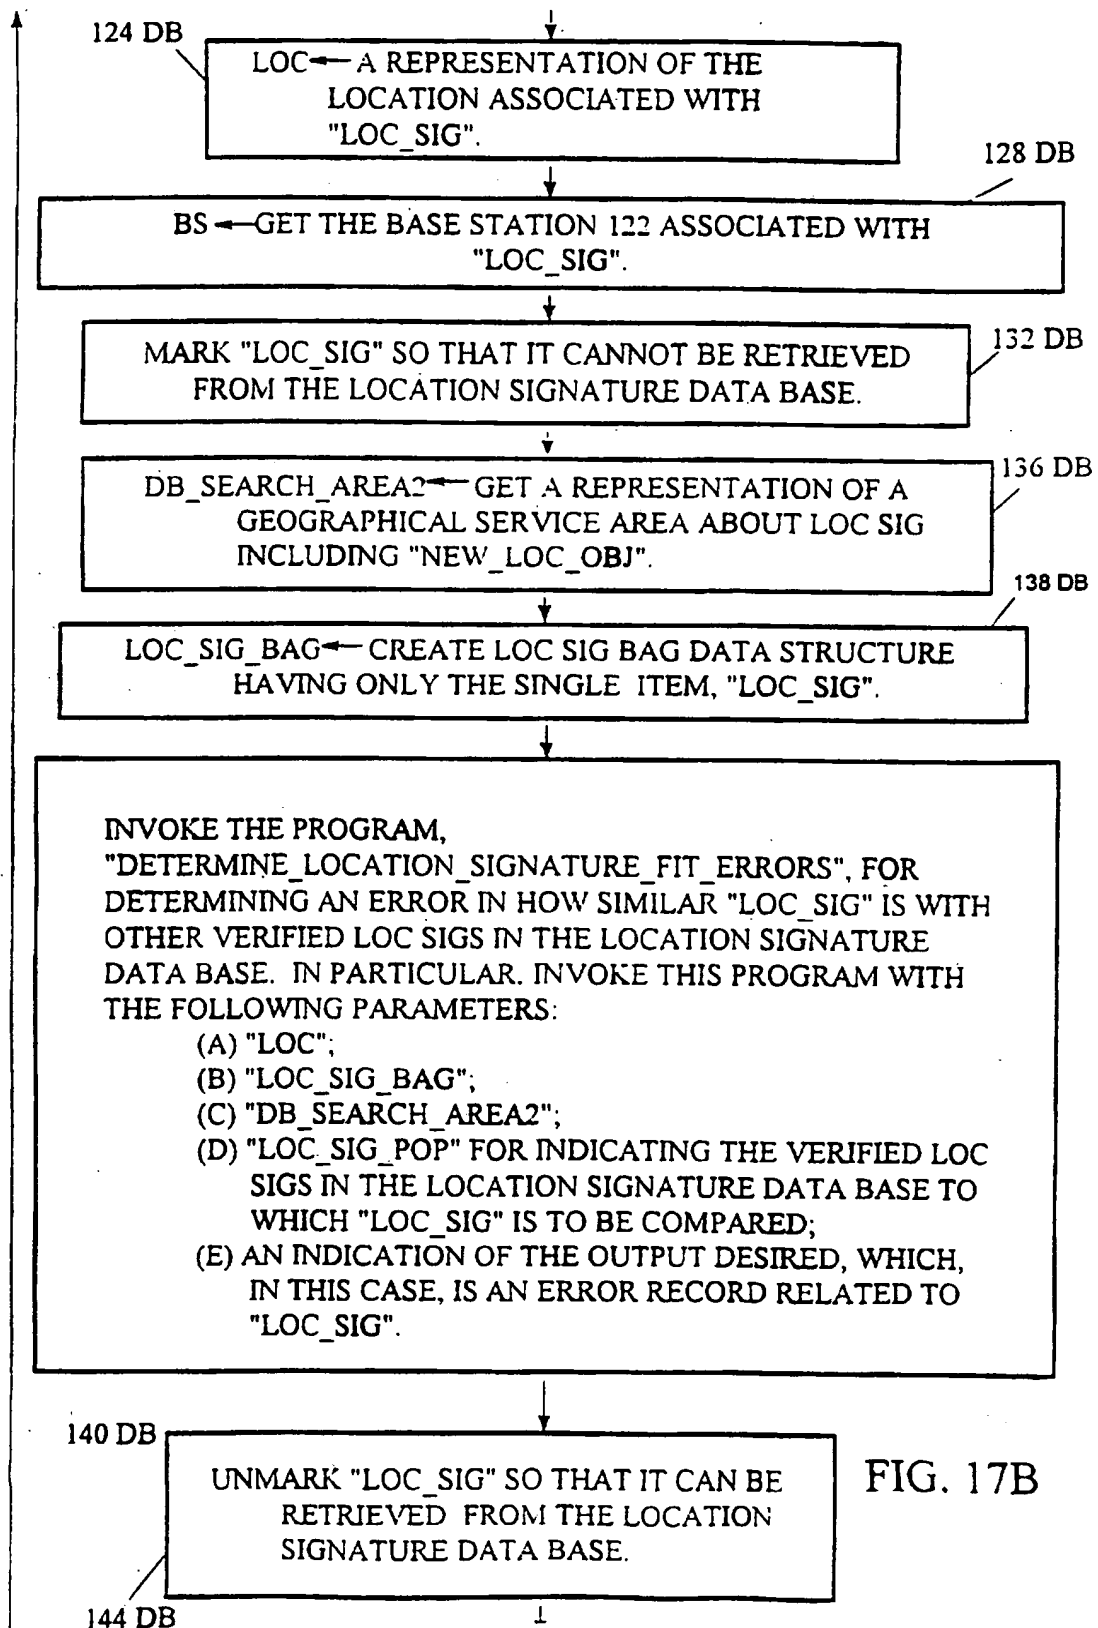 124 DB
LOC← A REPRESENTATION OF THE
LOCATION ASSOCIATED WITH
"LOC_SIG".
128 DB
BS←GET THE BASE STATION 122 ASSOCIATED WITH
"LOC_SIG".
132 DB
MARK "LOC_SIG" SO THAT IT CANNOT BE RETRIEVED
FROM THE LOCATION SIGNATURE DATA BASE.
136 DB
DB_SEARCH_AREA2← GET A REPRESENTATION OF A
GEOGRAPHICAL SERVICE AREA ABOUT LOC SIG
INCLUDING "NEW_LOC_OBJ".
138 DB
LOC_SIG_BAG← CREATE LOC SIG BAG DATA STRUCTURE
HAVING ONLY THE SINGLE ITEM, "LOC_SIG".
INVOKE THE PROGRAM,
"DETERMINE_LOCATION_SIGNATURE_FIT_ERRORS", FOR
DETERMINING AN ERROR IN HOW SIMILAR "LOC_SIG" IS WITH
OTHER VERIFIED LOC SIGS IN THE LOCATION SIGNATURE
DATA BASE. IN PARTICULAR. INVOKE THIS PROGRAM WITH
THE FOLLOWING PARAMETERS:
(A) "LOC";
(B) "LOC_SIG_BAG";
(C) "DB_SEARCH_AREA2";
(D) "LOC_SIG_POP" FOR INDICATING THE VERIFIED LOC
SIGS IN THE LOCATION SIGNATURE DATA BASE TO
WHICH "LOC_SIG" IS TO BE COMPARED;
(E) AN INDICATION OF THE OUTPUT DESIRED, WHICH,
IN THIS CASE, IS AN ERROR RECORD RELATED TO
"LOC_SIG".
140 DB
UNMARK "LOC_SIG" SO THAT IT CAN BE
RETRIEVED FROM THE LOCATION
SIGNATURE DATA BASE.
FIG. 17B
144 DB